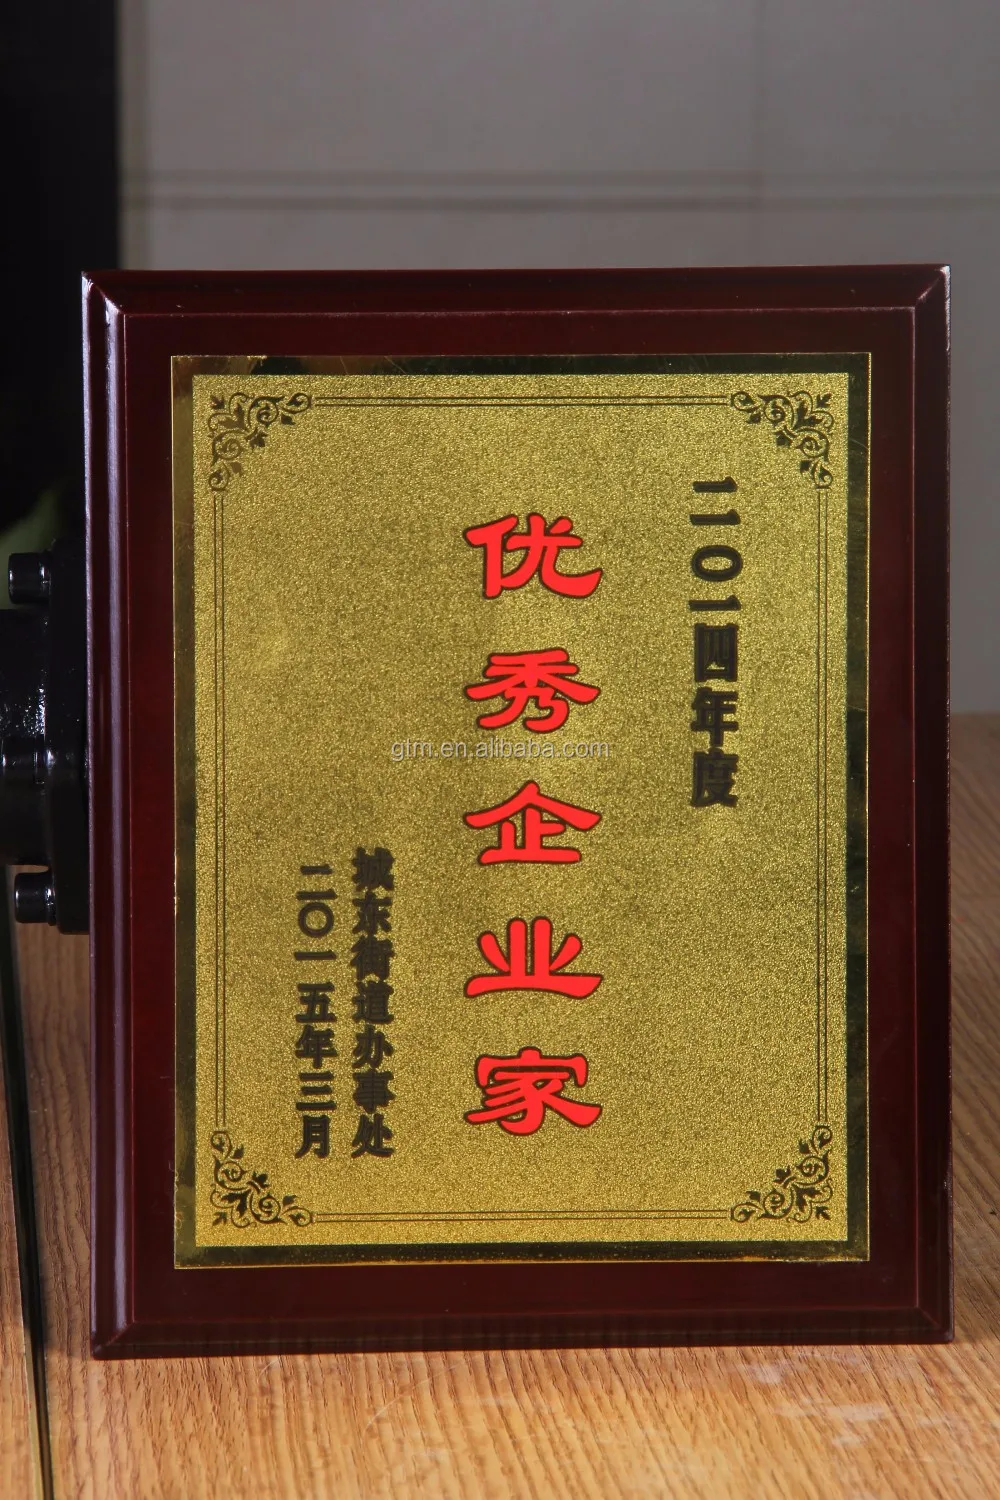 二〇一四年度
优秀企业家
城东街道办事处
二〇一五年三月
gtm.en.alibaba.com